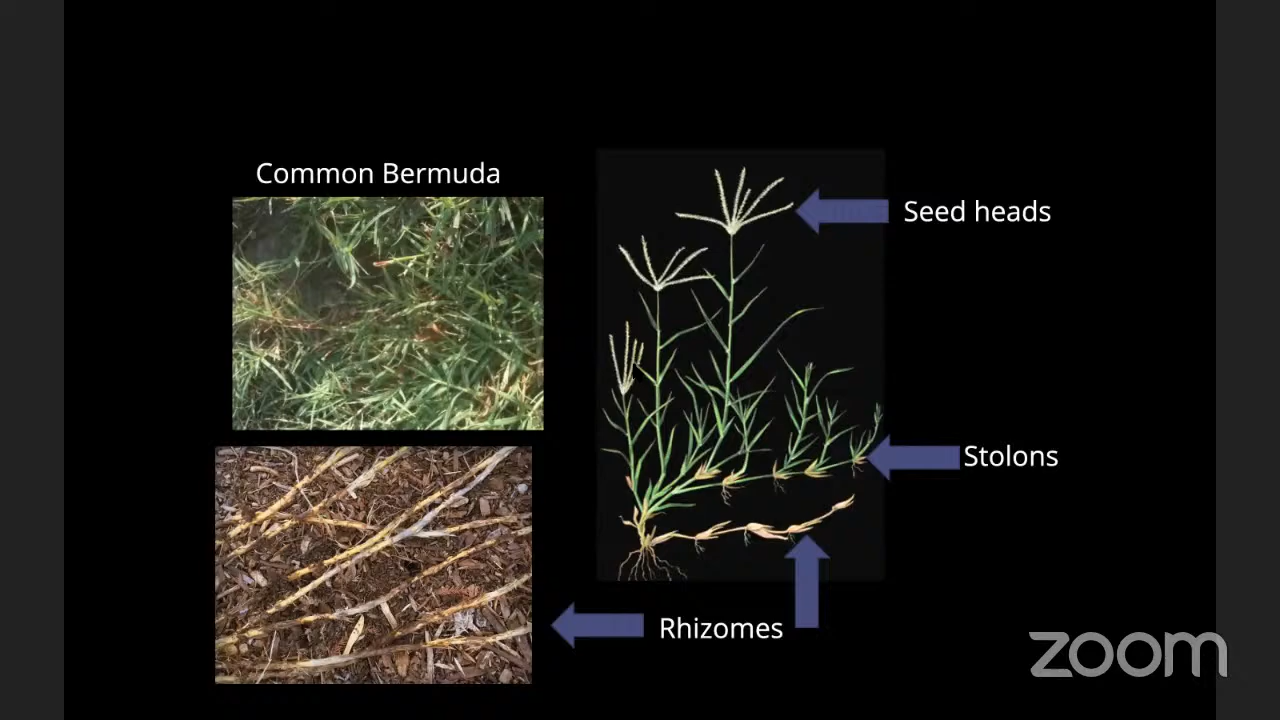 Common Bermuda
Seed heads
Stolons
Rhizomes
zoom